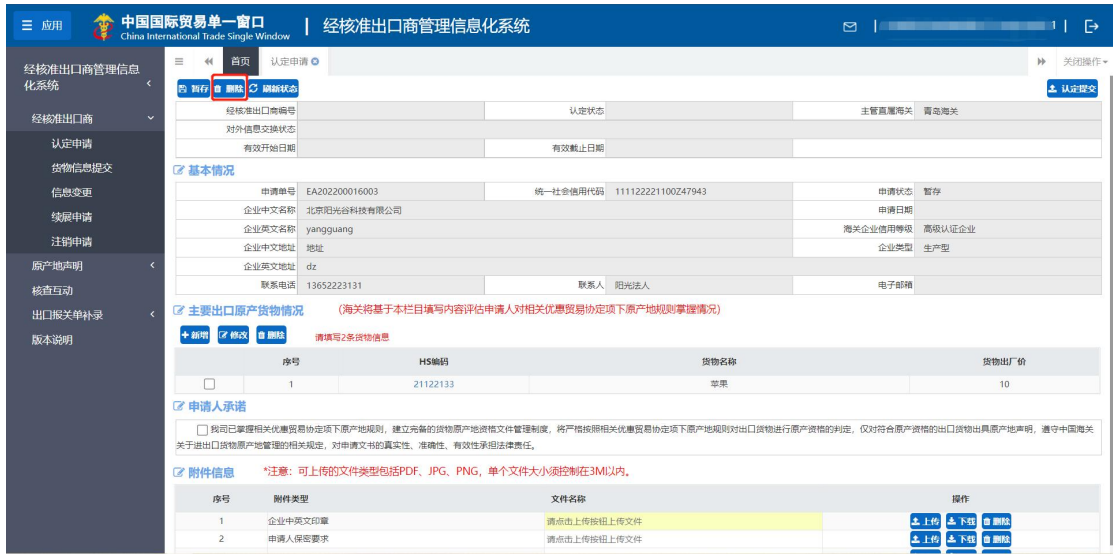 应用
中国国际贸易单一窗口
China International Trade Single Window
经核准出口商管理信息化系统
首页 认定申请 关闭操作
经核准出口商管理信息
化系统
经核准出口商
认定申请
货物信息提交
信息变更
续展申请
注销申请
原产地声明
核查互动
出口报关单补录
版本说明
暂存 删除 刷新状态 认定提交
经核准出口商编号 认定状态 主管直属海关 青岛海关
对外信息交换状态
有效开始日期 有效截止日期
基本情况
申请单号 EA202200016003 统一社会信用代码 111122221100Z47943 申请状态 暂存
企业中文名称 北京阳光谷科技有限公司 申请日期
企业英文名称 yangguang 海关企业信用等级 高级认证企业
企业中文地址 地址 企业类型 生产型
企业英文地址 dz
联系电话 13652223131 联系人 阳光法人 电子邮箱
主要出口原产货物情况 (海关将基于本栏目填写内容评估申请人对相关优惠贸易协定项下原产地规则掌握情况)
新增 修改 删除 请填写2条货物信息
序号 HS编码 货物名称 货物出厂价
1 21122133 苹果 10
申请人承诺
我司已掌握相关优惠贸易协定项下原产地规则，建立完备的货物原产地资格文件管理制度，将严格按照相关优惠贸易协定项下原产地规则对出口货物进行原产资格的判定，仅对符合原产资格的出口货物出具原产地声明，遵守中国海关
关于进出口货物原产地管理的相关规定，对申请文书的真实性、准确性、有效性承担法律责任。
附件信息 *注意：可上传的文件类型包括PDF、JPG、PNG，单个文件大小须控制在3M以内。
序号 附件类型 文件名称 操作
1 企业中英文印章 请点击上传按钮上传文件 上传 下载 删除
2 申请人保密要求 请点击上传按钮上传文件 上传 下载 删除